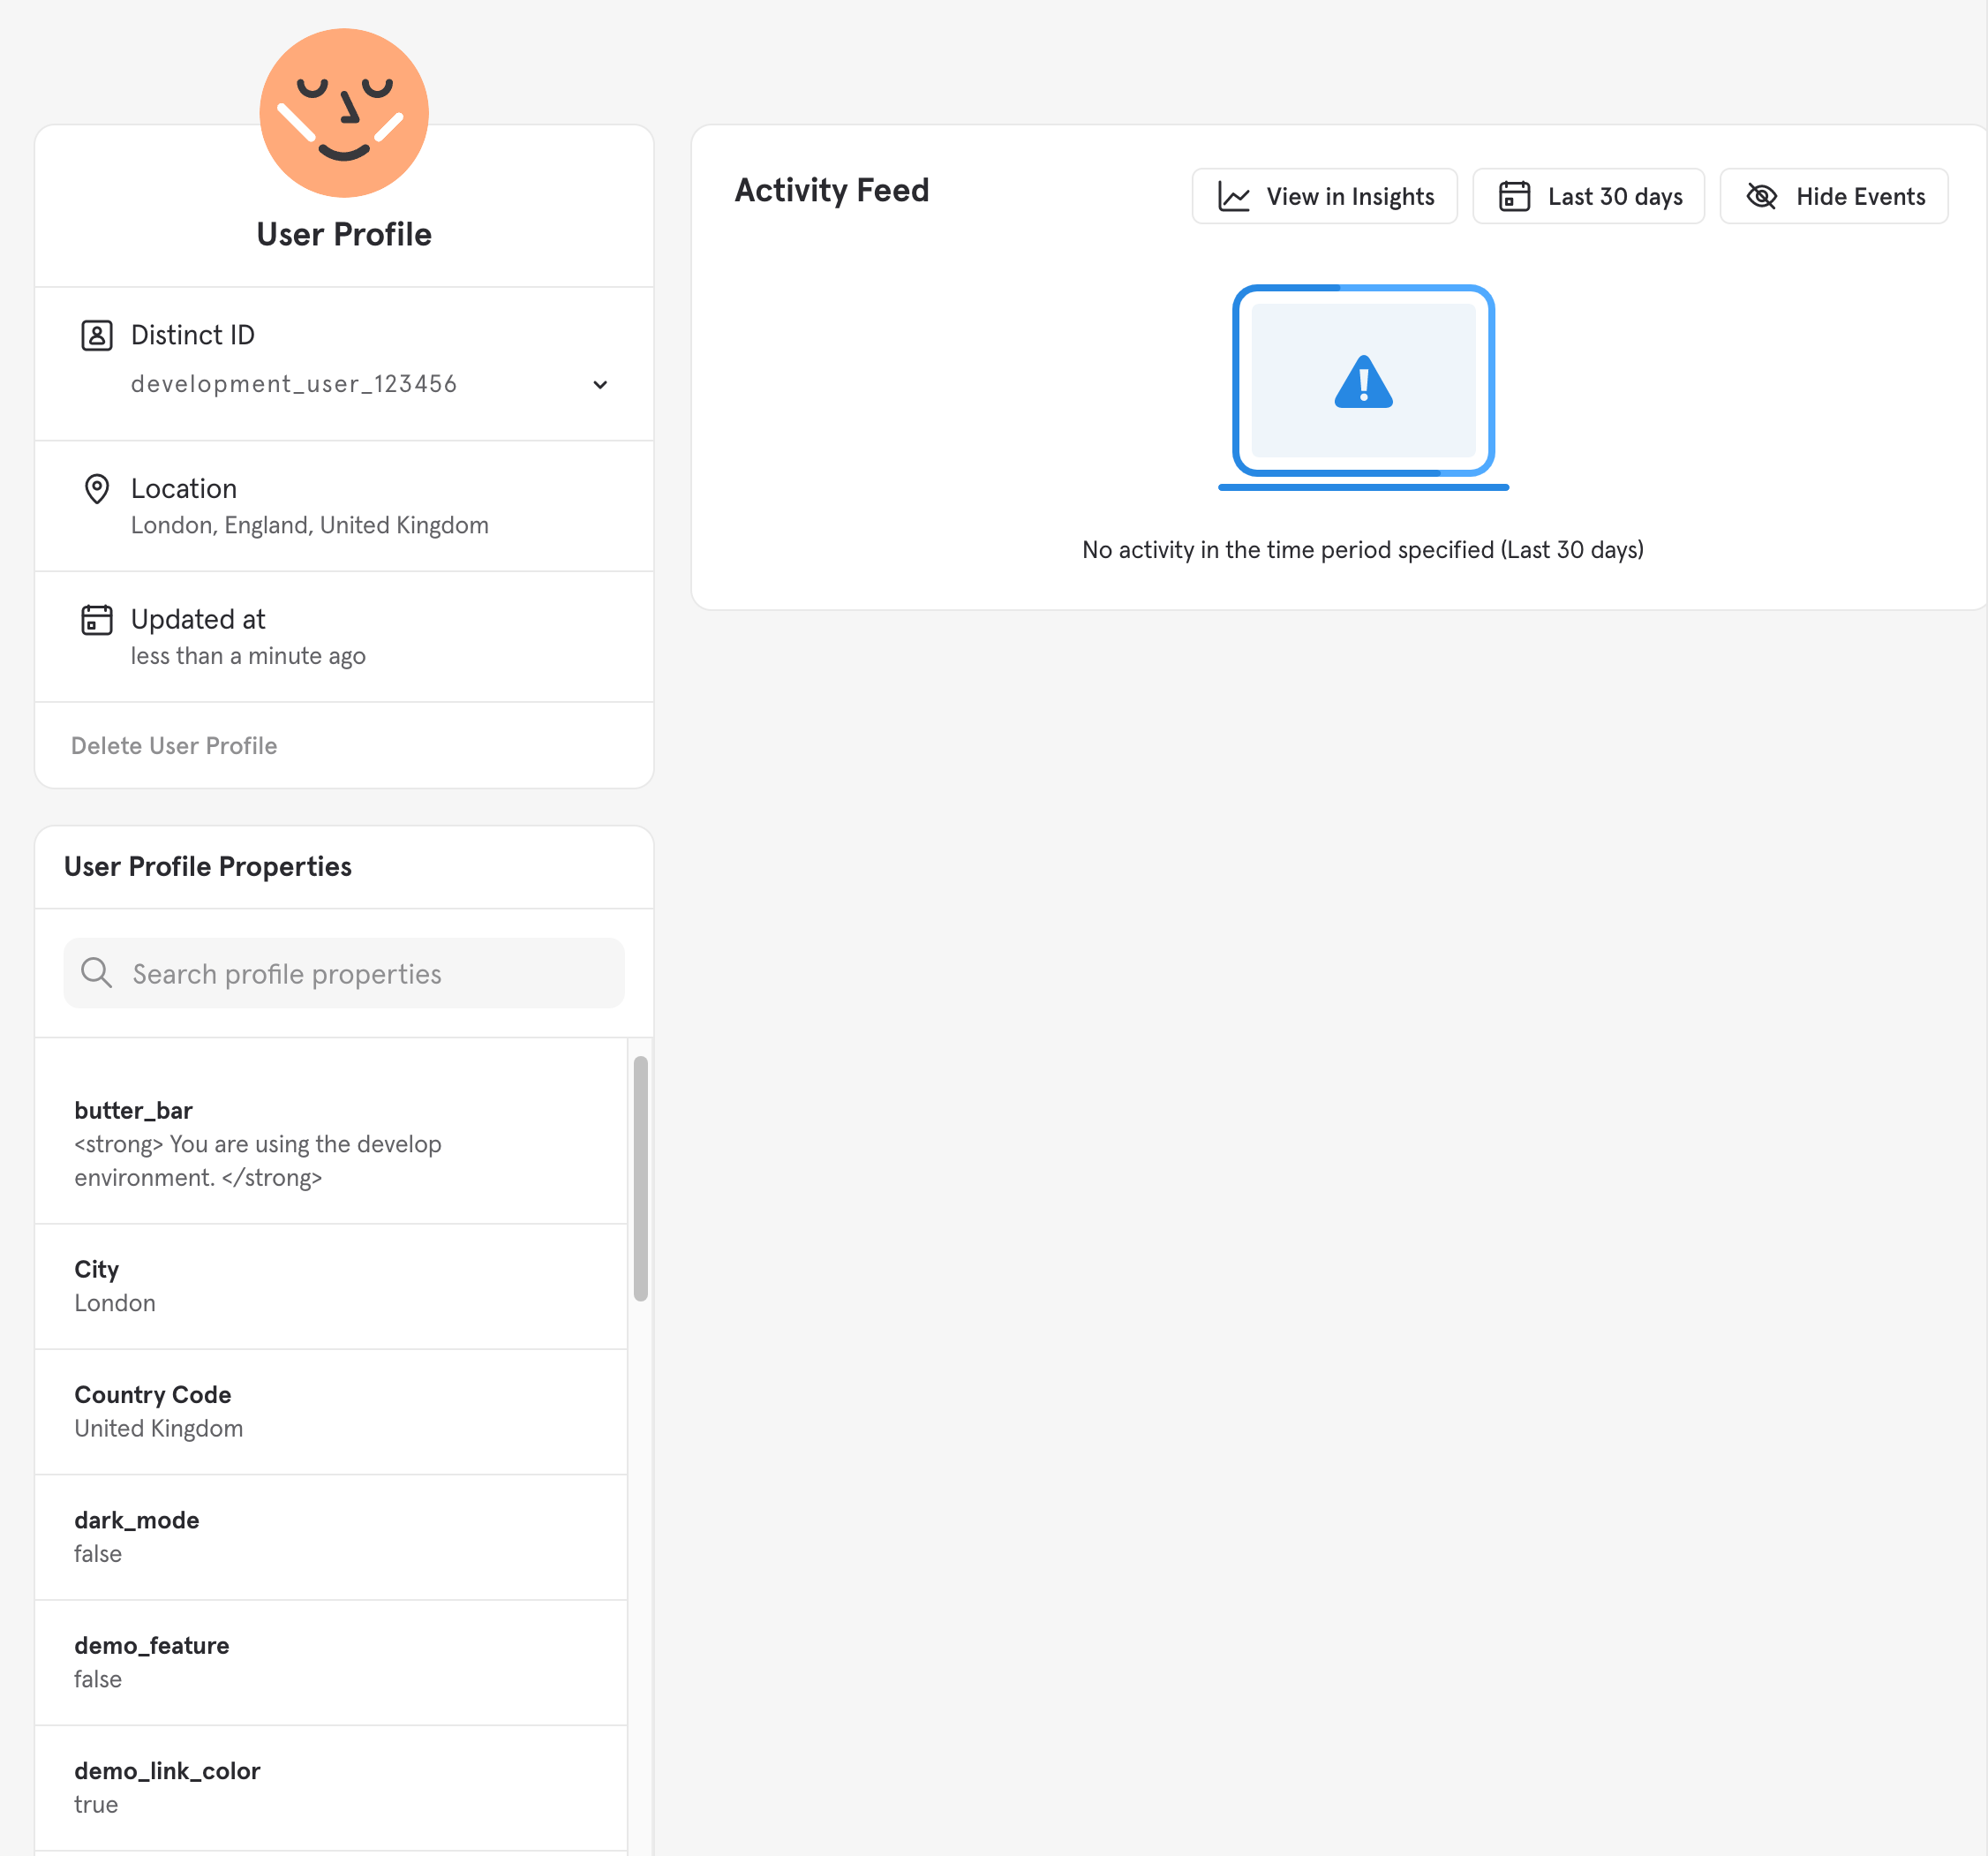 User Profile
Distinct ID
development_user_123456
Location
London, England, United Kingdom
Updated at
less than a minute ago
Delete User Profile
User Profile Properties
Search profile properties
butter_bar
<strong> You are using the develop
environment. </strong>
City
London
Country Code
United Kingdom
dark_mode
false
demo_feature
false
demo_link_color
true
Activity Feed
View in Insights
Last 30 days
Hide Events
No activity in the time period specified (Last 30 days)